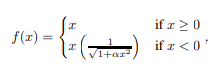 f(x) = { x if x ≥ 0
x ( 1 / √(1+αx²) ) if x < 0 ,